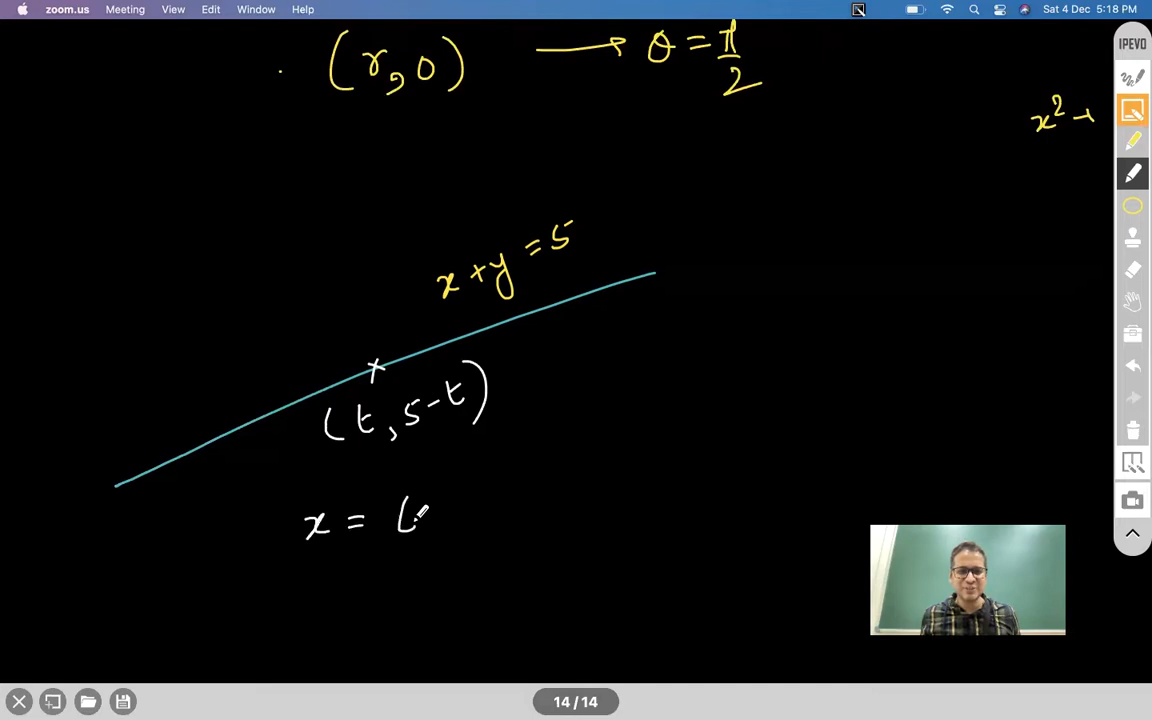 zoom.us Meeting View Edit Window Help Sat 4 Dec 5:18 PM
IPEVO
(r, 0) → θ = π/2
x² +
x + y = 5
(t, 5 - t)
x = (
14 / 14